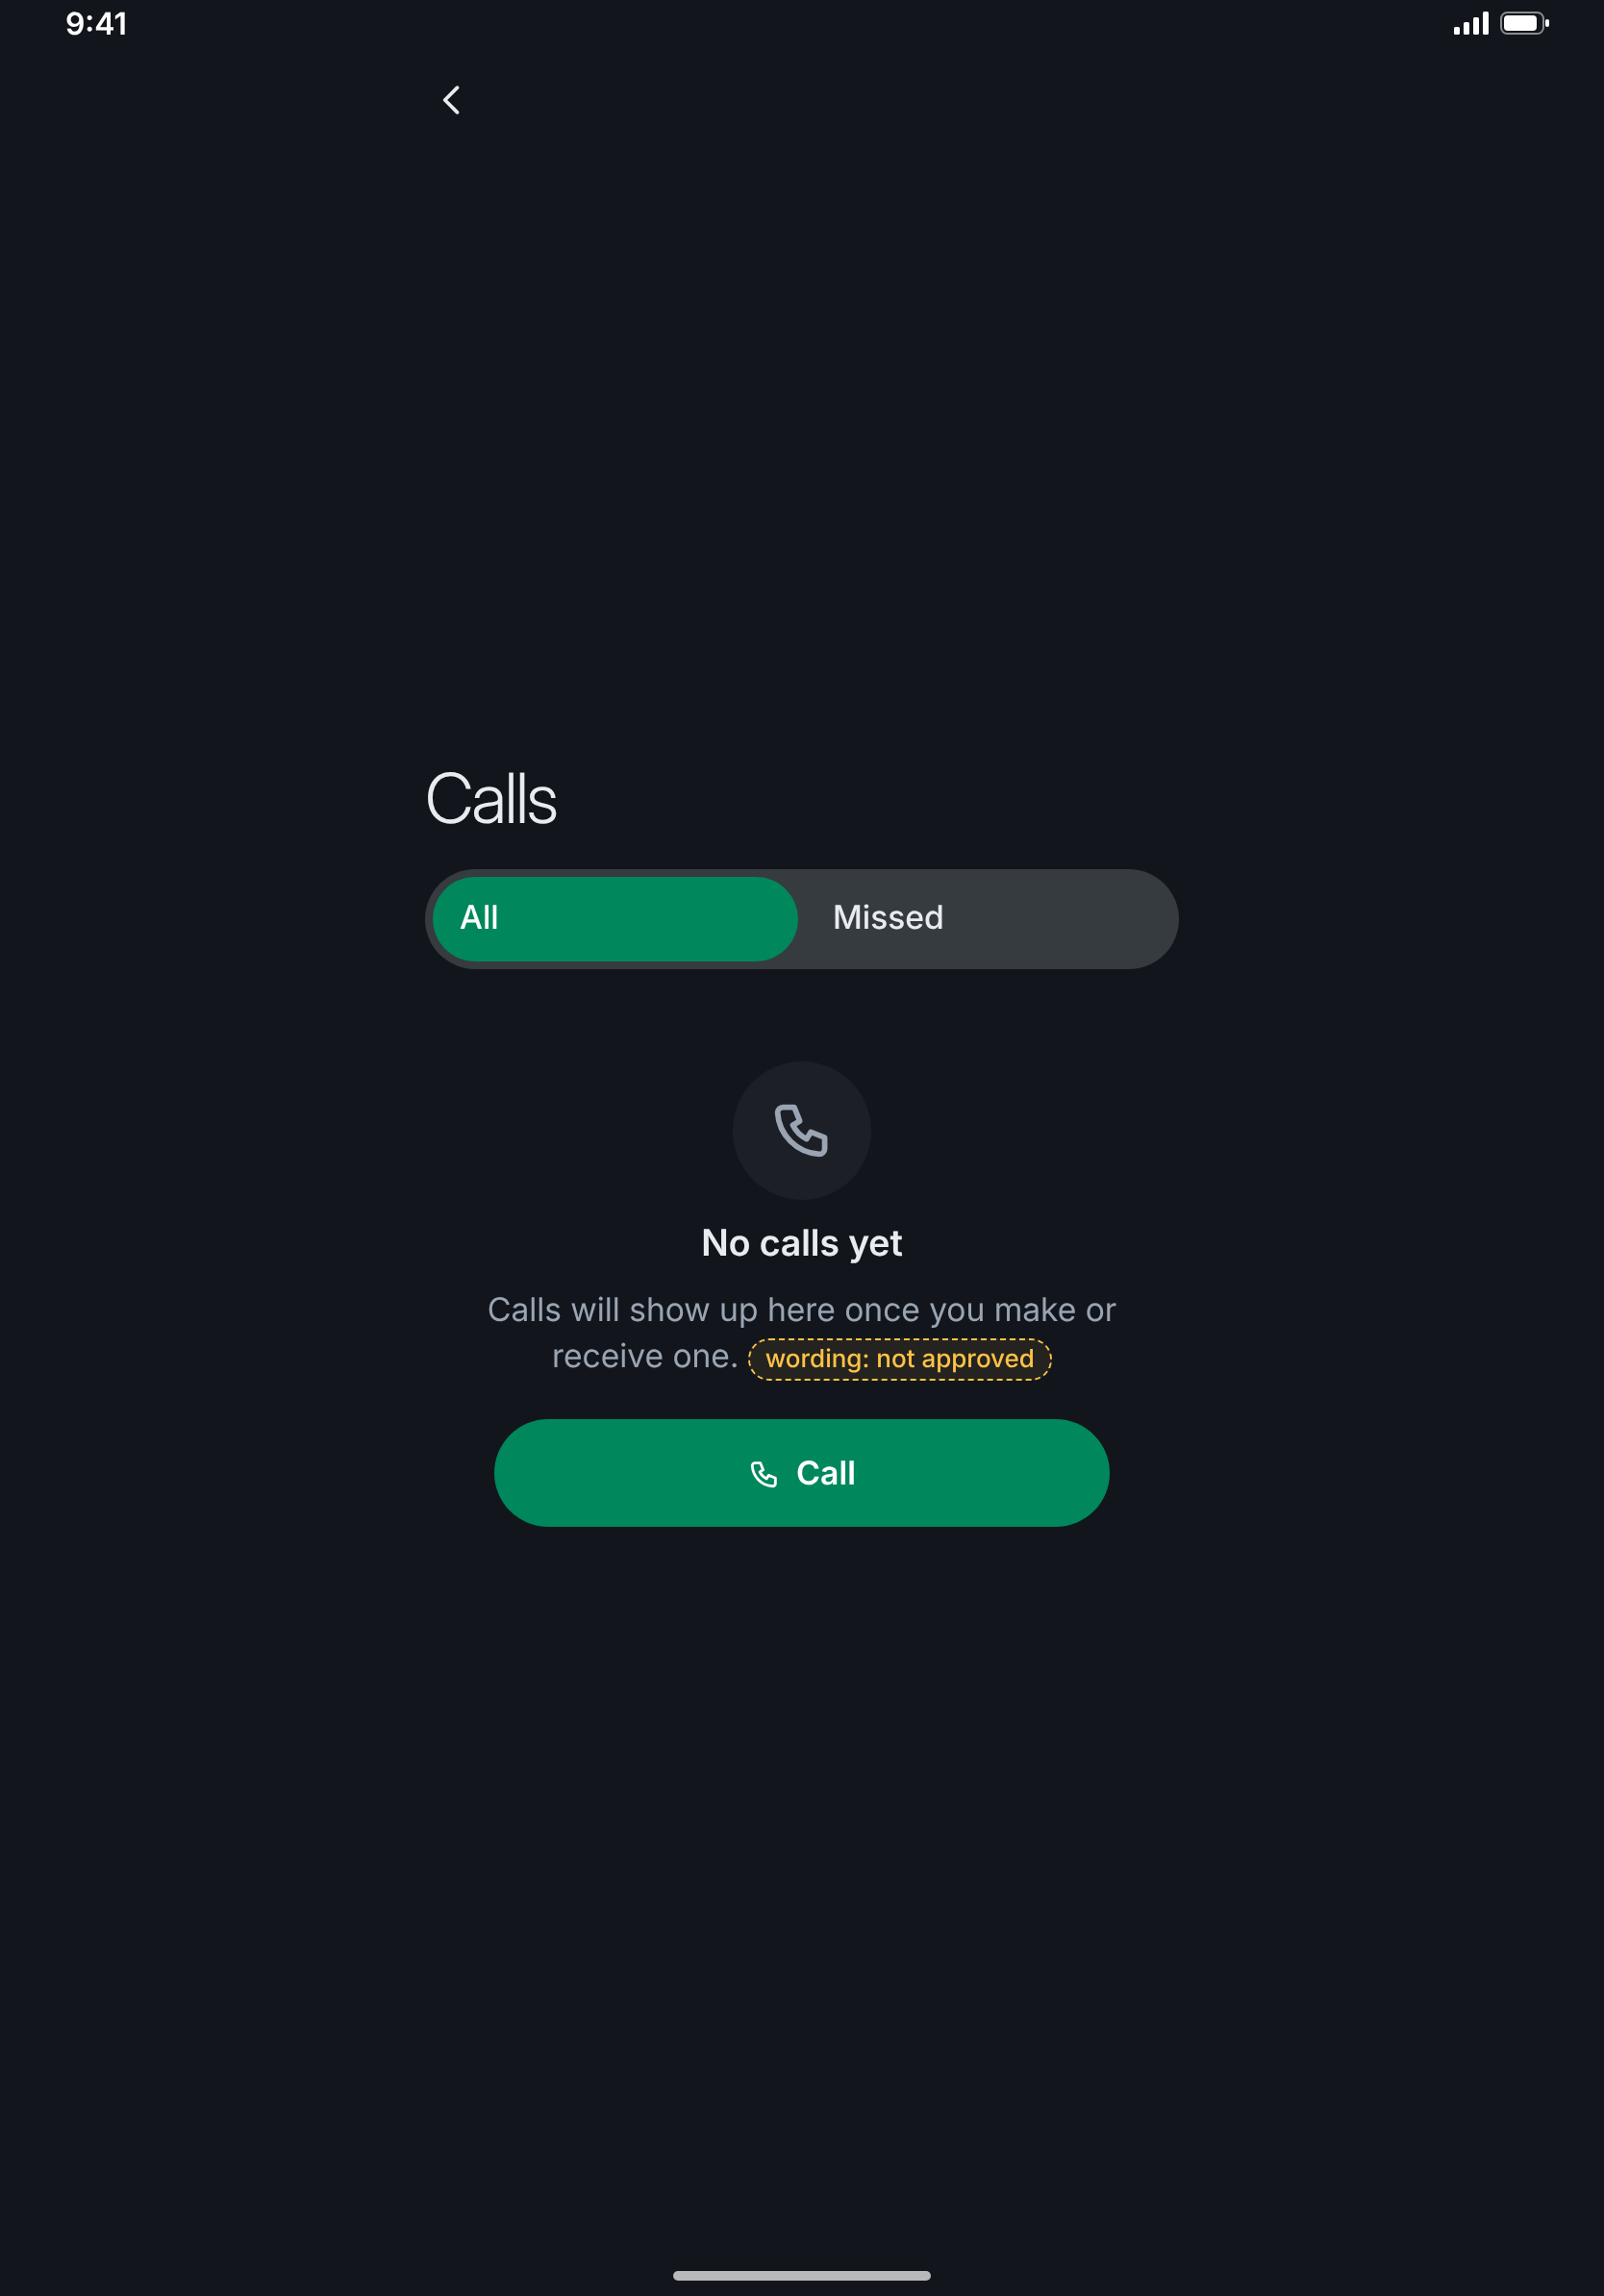 9:41
Calls
All
Missed
No calls yet
Calls will show up here once you make or
receive one. wording: not approved
Call